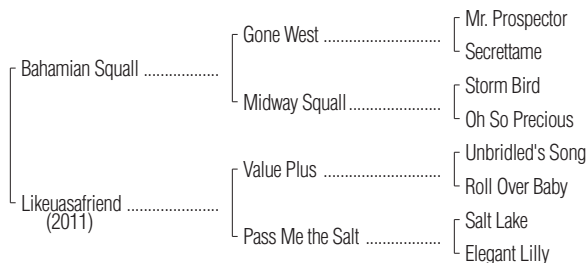 Mr. Prospector
Gone West ........................
Secrettame
Bahamian Squall ...................
Storm Bird
Midway Squall ..................
Oh So Precious
Unbridled's Song
Value Plus ........................
Roll Over Baby
Likeuasafriend .......................
(2011)
Salt Lake
Pass Me the Salt ..................
Elegant Lilly